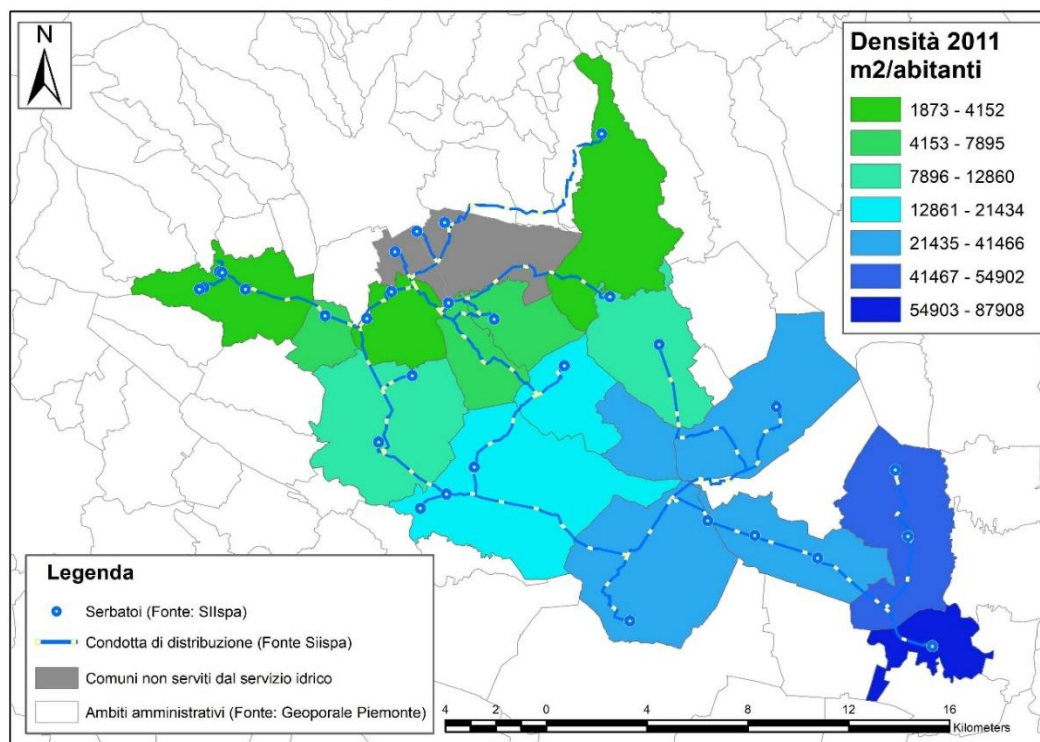 N
Densità 2011
m2/abitanti
1873 - 4152
4153 - 7895
7896 - 12860
12861 - 21434
21435 - 41466
41467 - 54902
54903 - 87908
Legenda
Serbatoi (Fonte: SIIspa)
Condotta di distribuzione (Fonte Siispa)
Comuni non serviti dal servizio idrico
Ambiti amministrativi (Fonte: Geoporale Piemonte)
4 2 0 4 8 12 16
Kilometers